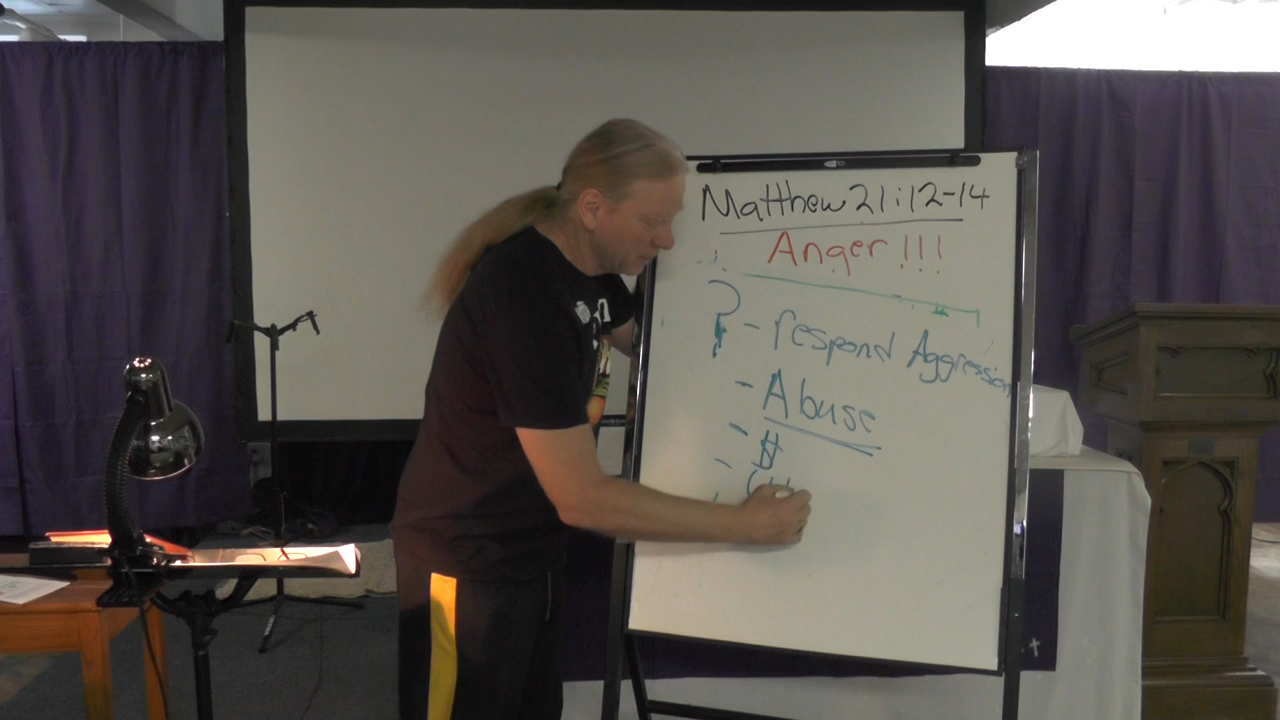 Matthew 21:12-14
Anger!!!
? - respond Aggression
- Abuse
- $
-